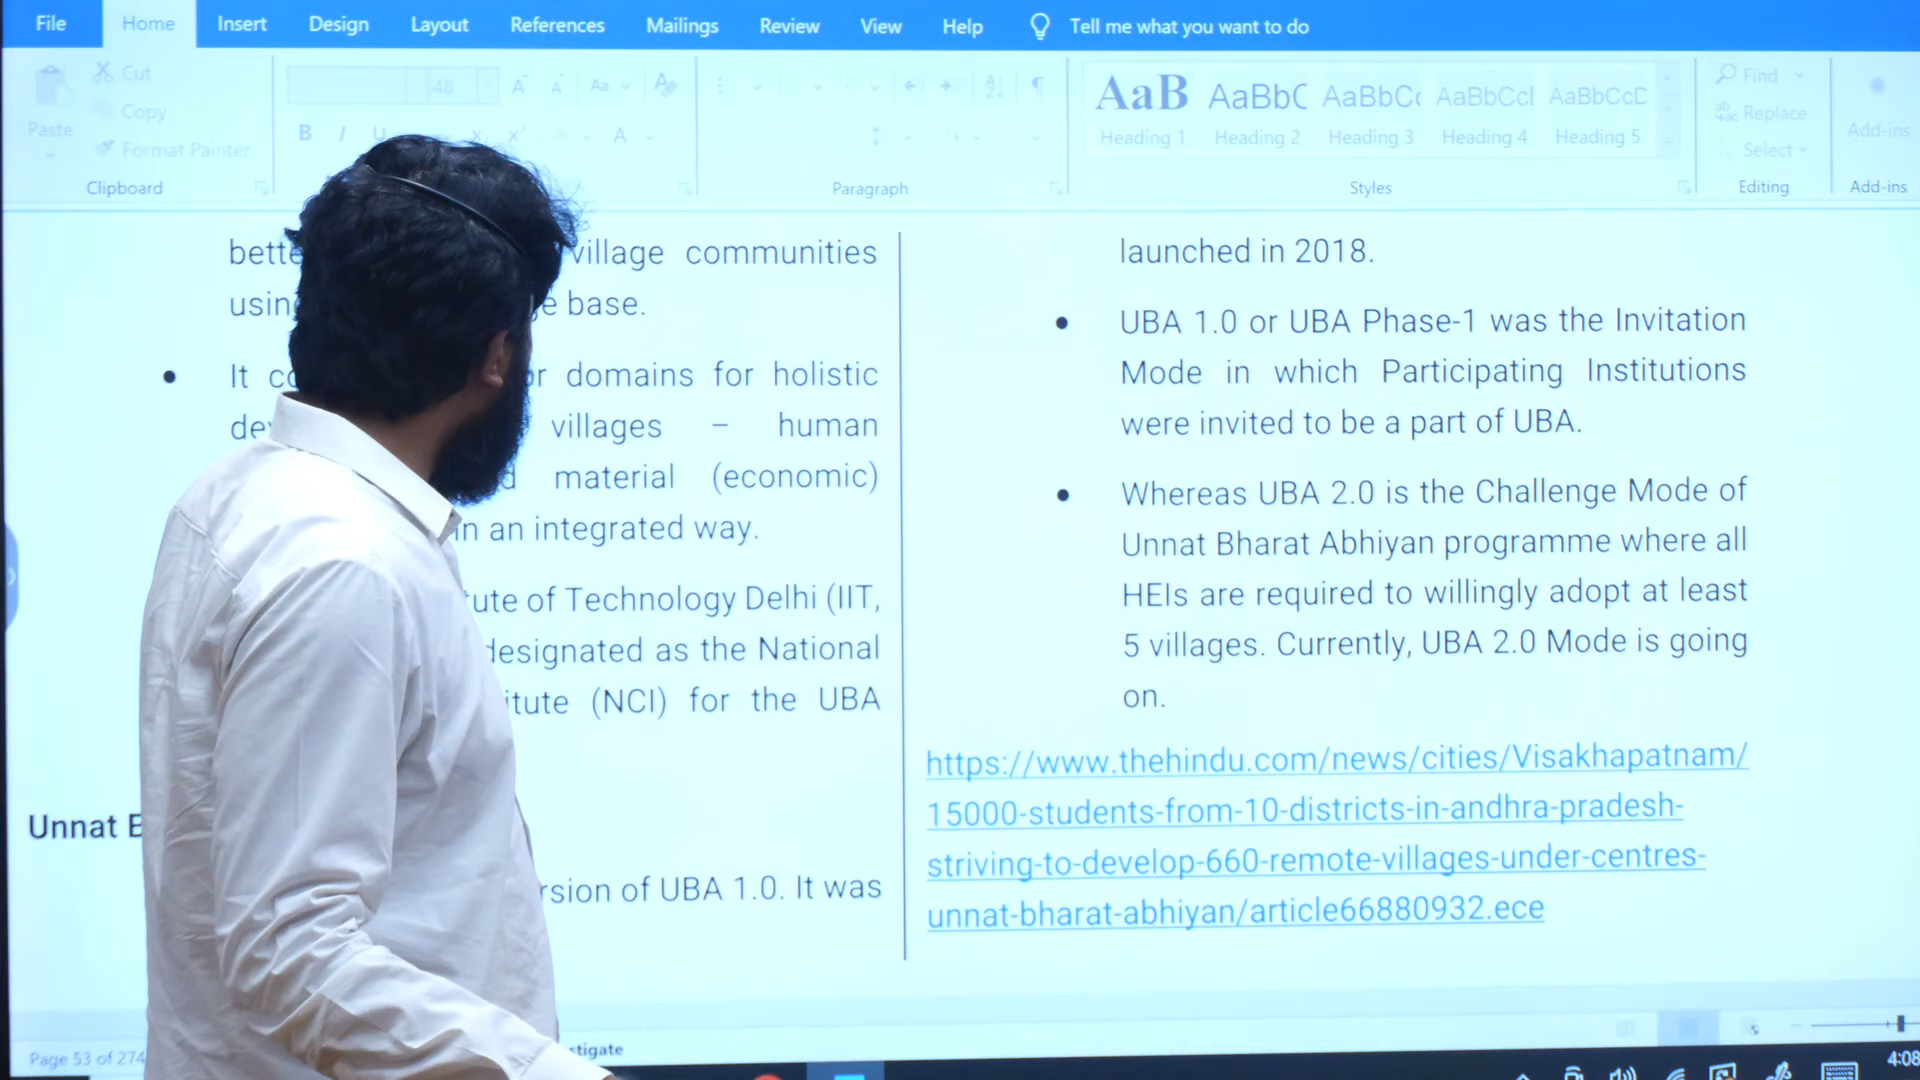 File Home Insert Design Layout References Mailings Review View Help Tell me what you want to do
Cut
Copy
Paste
Format Painter
Clipboard
48
Aa
B I U
A
Paragraph
AaB AaBbC AaBbCc AaBbCcI AaBbCcD
Heading 1 Heading 2 Heading 3 Heading 4 Heading 5
Styles
Find
Replace
Select
Editing
Add-ins
Add-ins
village communities
base.
It domains for holistic
villages – human
material (economic)
in an integrated way.
of Technology Delhi (IIT,
designated as the National
(NCI) for the UBA
Unnat
of UBA 1.0. It was
launched in 2018.
• UBA 1.0 or UBA Phase-1 was the Invitation
Mode in which Participating Institutions
were invited to be a part of UBA.
• Whereas UBA 2.0 is the Challenge Mode of
Unnat Bharat Abhiyan programme where all
HEIs are required to willingly adopt at least
5 villages. Currently, UBA 2.0 Mode is going
on.
https://www.thehindu.com/news/cities/Visakhapatnam/
15000-students-from-10-districts-in-andhra-pradesh-
striving-to-develop-660-remote-villages-under-centres-
unnat-bharat-abhiyan/article66880932.ece
Page 53 of 274
4:08